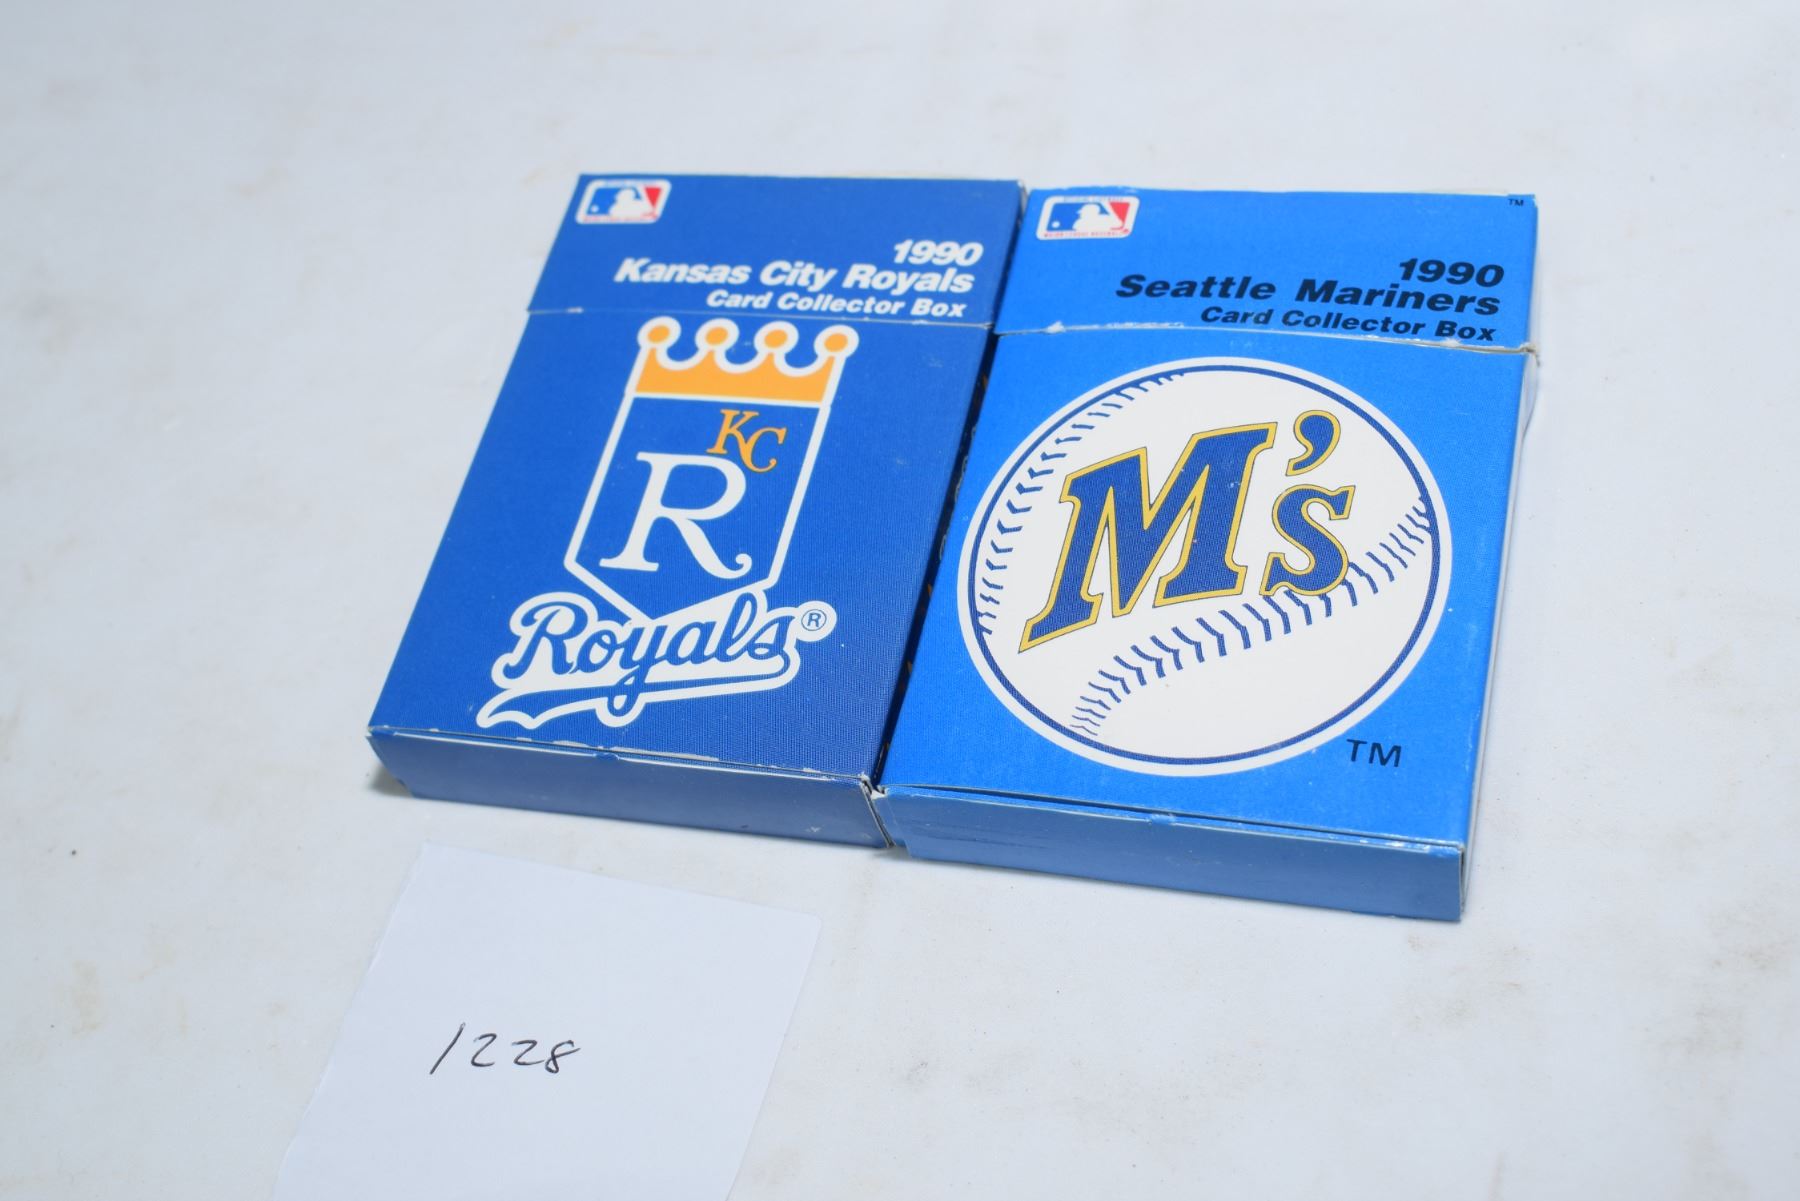 1990
Kansas City Royals
Card Collector Box
KC
R
Royals®
TM
1990
Seattle Mariners
Card Collector Box
M's
TM
1228